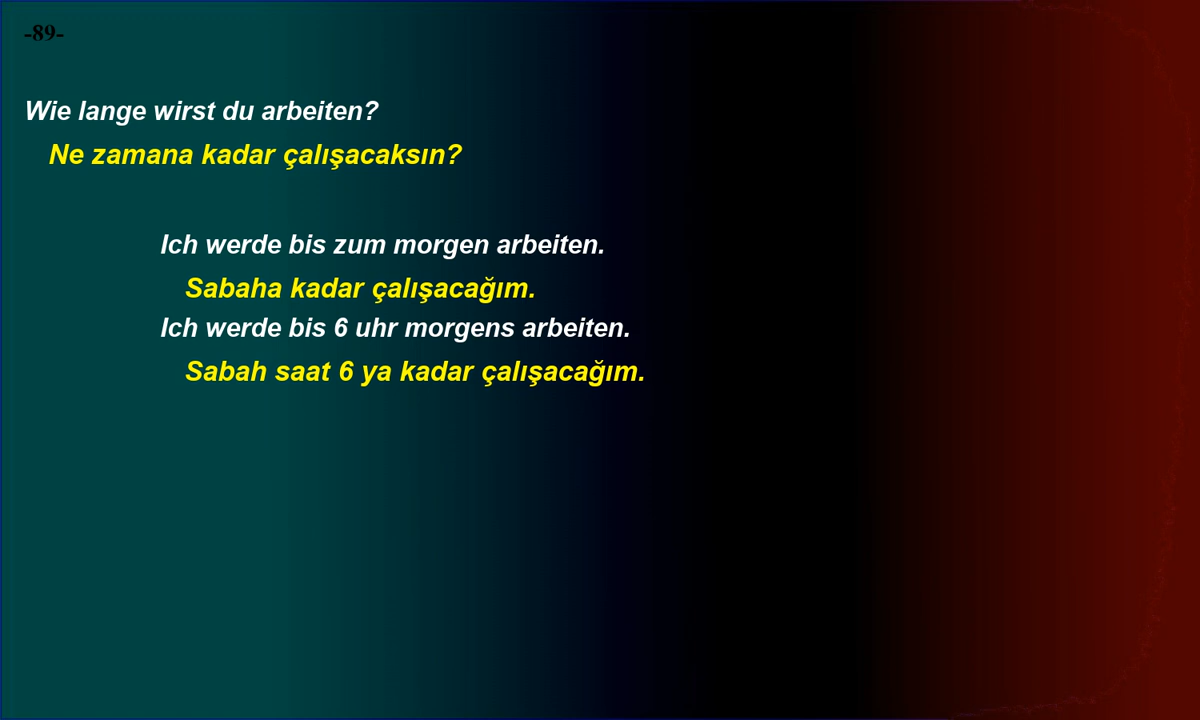 -89-
Wie lange wirst du arbeiten?
Ne zamana kadar çalışacaksın?
Ich werde bis zum morgen arbeiten.
Sabaha kadar çalışacağım.
Ich werde bis 6 uhr morgens arbeiten.
Sabah saat 6 ya kadar çalışacağım.